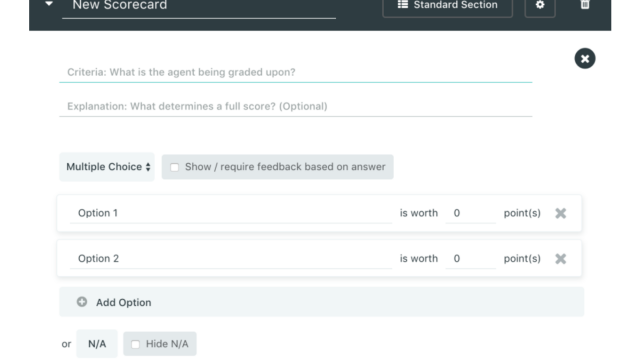 New Scorecard Standard Section
Criteria: What is the agent being graded upon?
Explanation: What determines a full score? (Optional)
Multiple Choice Show / require feedback based on answer
Option 1 is worth 0 point(s)
Option 2 is worth 0 point(s)
Add Option
or N/A Hide N/A